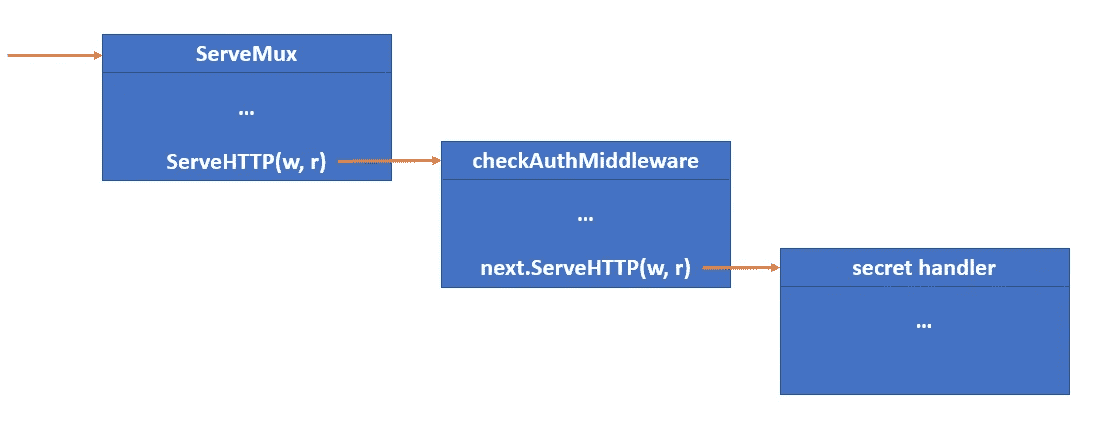 ServeMux
...
ServeHTTP(w, r)
checkAuthMiddleware
...
next.ServeHTTP(w, r)
secret handler
...